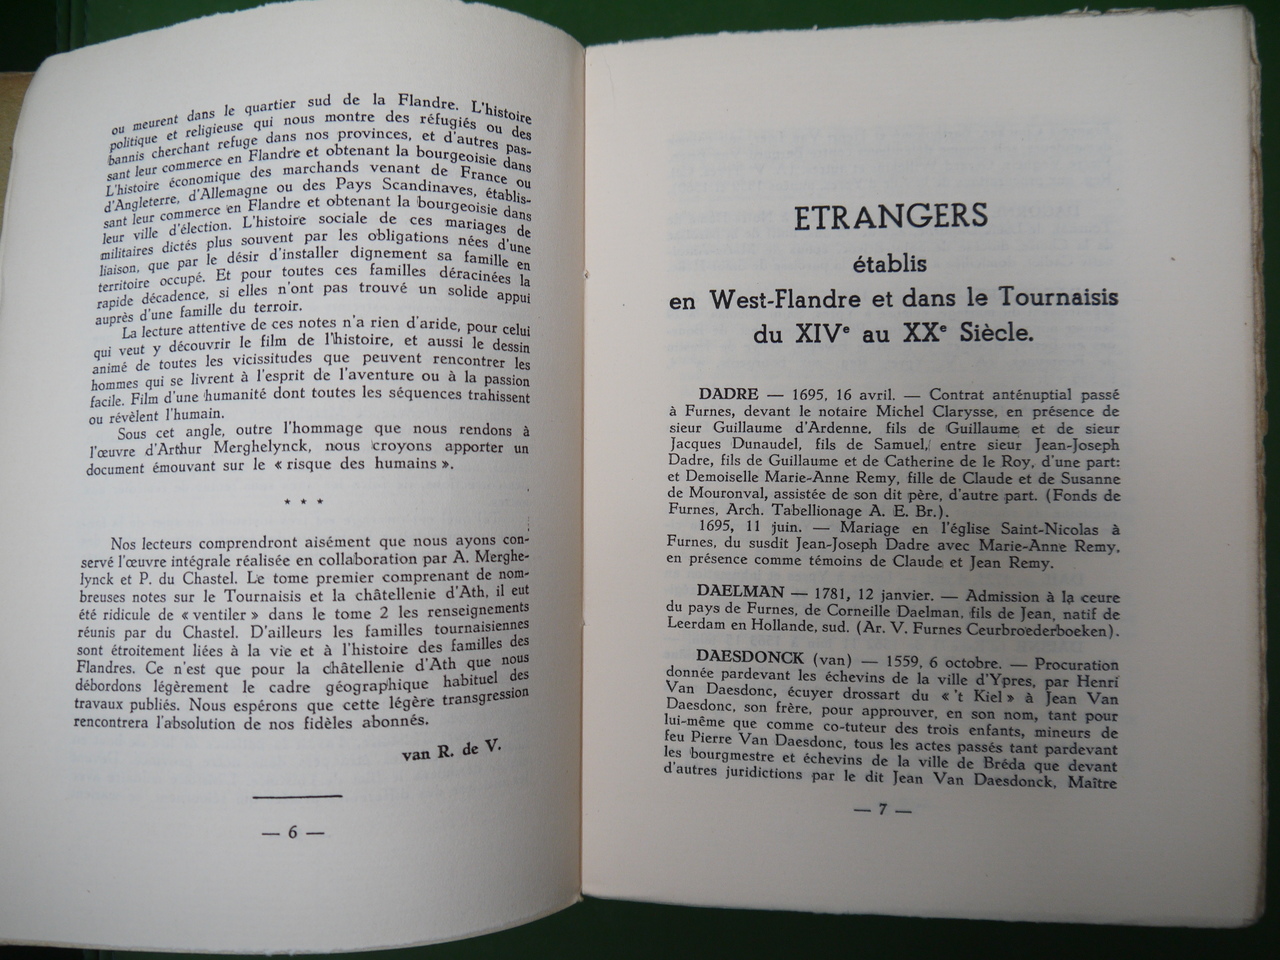 ou meurent dans le quartier sud de la Flandre. L'histoire
politique et religieuse qui nous montre des réfugiés ou des
bannis cherchant refuge dans nos provinces, et d'autres pas-
sant leur commerce en Flandre et obtenant la bourgeoisie dans
L'histoire économique des marchands venant de France ou
d'Angleterre, d'Allemagne ou des Pays Scandinaves, établis-
sant leur commerce en Flandre et obtenant la bourgeoisie dans
leur ville d'élection. L'histoire sociale de ces mariages de
militaires dictés plus souvent par les obligations nées d'une
liaison, que par le désir d'installer dignement sa famille en
territoire occupé. Et pour toutes ces familles déracinées la
rapide décadence, si elles n'ont pas trouvé un solide appui
auprès d'une famille du terroir.
La lecture attentive de ces notes n'a rien d'aride, pour celui
qui veut y découvrir le film de l'histoire, et aussi le dessin
animé de toutes les vicissitudes que peuvent rencontrer les
hommes qui se livrent à l'esprit de l'aventure ou à la passion
facile. Film d'une humanité dont toutes les séquences trahissent
ou révèlent l'humain.
Sous cet angle, outre l'hommage que nous rendons à
l'œuvre d'Arthur Merghelynck, nous croyons apporter un
document émouvant sur le « risque des humains ».
* * *
Nos lecteurs comprendront aisément que nous ayons con-
servé l'œuvre intégrale réalisée en collaboration par A. Merghe-
lynck et P. du Chastel. Le tome premier comprenant de nom-
breuses notes sur le Tournaisis et la châtellenie d'Ath, il eut
été ridicule de « ventiler » dans le tome 2 les renseignements
réunis par du Chastel. D'ailleurs les familles tournaisiennes
sont étroitement liées à la vie et à l'histoire des familles des
Flandres. Ce n'est que pour la châtellenie d'Ath que nous
débordons légèrement le cadre géographique habituel des
travaux publiés. Nous espérons que cette légère transgression
rencontrera l'absolution de nos fidèles abonnés.
van R. de V.
— 6 —
ETRANGERS
établis
en West-Flandre et dans le Tournaisis
du XIVe au XXe Siècle.
DADRE — 1695, 16 avril. — Contrat anténuptial passé
à Furnes, devant le notaire Michel Clarysse, en présence de
sieur Guillaume d'Ardenne, fils de Guillaume et de sieur
Jacques Dunaudel, fils de Samuel, entre sieur Jean-Joseph
Dadre, fils de Guillaume et de Catherine de le Roy, d'une part:
et Demoiselle Marie-Anne Remy, fille de Claude et de Susanne
de Mouronval, assistée de son dit père, d'autre part. (Fonds de
Furnes, Arch. Tabellionage A. E. Br.).
1695, 11 juin. — Mariage en l'église Saint-Nicolas à
Furnes, du susdit Jean-Joseph Dadre avec Marie-Anne Remy,
en présence comme témoins de Claude et Jean Remy.
DAELMAN — 1781, 12 janvier. — Admission à la ceure
du pays de Furnes, de Corneille Daelman, fils de Jean, natif de
Leerdam en Hollande, sud. (Ar. V. Furnes Ceurbroederboeken).
DAESDONCK (van) — 1559, 6 octobre. — Procuration
donnée pardevant les échevins de la ville d'Ypres, par Henri
Van Daesdonc, écuyer drossart du « 't Kiel » à Jean Van
Daesdonc, son frère, pour approuver, en son nom, tant pour
lui-même que comme co-tuteur des trois enfants, mineurs de
feu Pierre Van Daesdonc, tous les actes passés tant pardevant
les bourgmestre et échevins de la ville de Bréda que devant
d'autres juridictions par le dit Jean Van Daesdonck, Maître
— 7 —